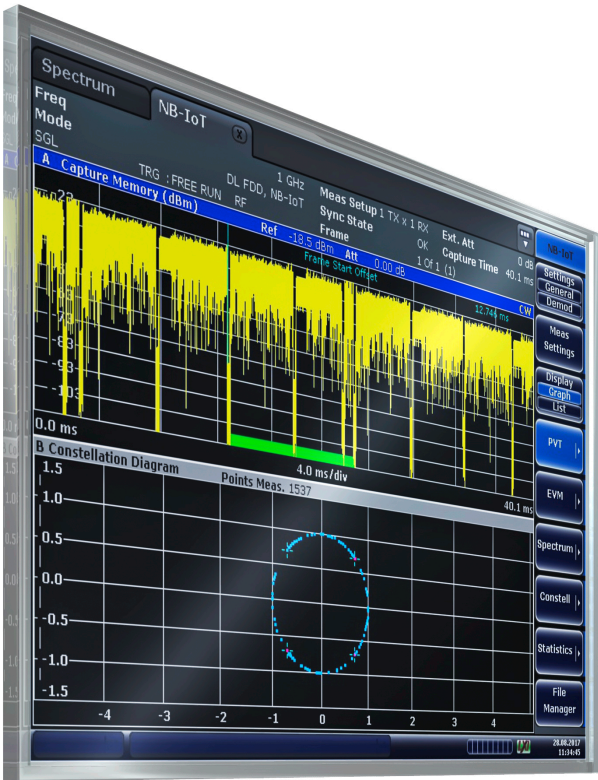 Spectrum
NB-IoT
X
Freq 1 GHz Meas Setup 1 TX x 1 RX Ext. Att 0 dB
Mode DL FDD, NB-IoT Sync State OK Capture Time 40.1 ms
SGL TRG : FREE RUN RF Frame 1 Of 1 (1)
A Capture Memory (dBm) Ref -18.5 dBm Att 0.00 dB CW
Frame Start Offset
12.746 ms
-83
-93
-103
0.0 ms 4.0 ms/div 40.1 ms
B Constellation Diagram Points Meas. 1537
1.5
1.0
0.5
0.0
-0.5
-1.0
-1.5
-4 -3 -2 -1 0 1 2 3 4
NB-IoT
Settings
General
Demod
Meas
Settings
Display
Graph
List
PVT
EVM
Spectrum
Constell
Statistics
File
Manager
28.08.2017
11:34:45